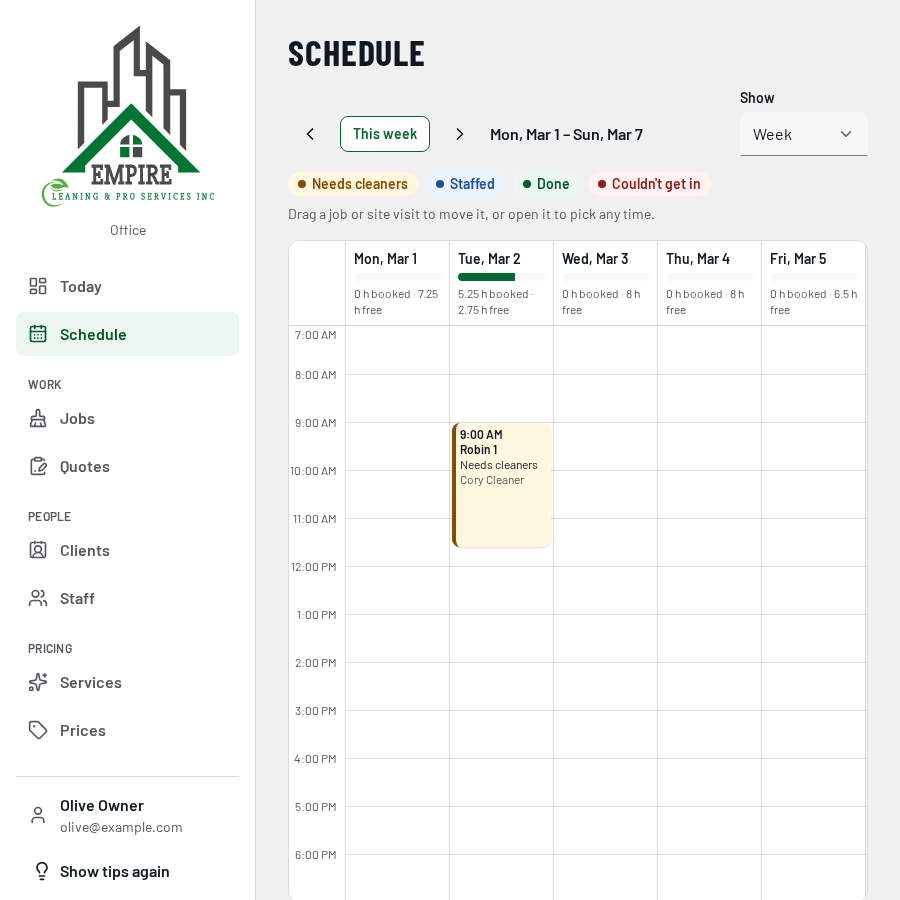 EMPIRE
LEANING & PRO SERVICES INC
Office
Today
Schedule
WORK
Jobs
Quotes
PEOPLE
Clients
Staff
PRICING
Services
Prices
Olive Owner
olive@example.com
Show tips again
SCHEDULE
Show
This week
Mon, Mar 1 – Sun, Mar 7
Week
Needs cleaners
Staffed
Done
Couldn't get in
Drag a job or site visit to move it, or open it to pick any time.
Mon, Mar 1
0 h booked · 7.25
h free
Tue, Mar 2
5.25 h booked ·
2.75 h free
Wed, Mar 3
0 h booked · 8 h
free
Thu, Mar 4
0 h booked · 8 h
free
Fri, Mar 5
0 h booked · 6.5 h
free
7:00 AM
8:00 AM
9:00 AM
10:00 AM
11:00 AM
12:00 PM
1:00 PM
2:00 PM
3:00 PM
4:00 PM
5:00 PM
6:00 PM
9:00 AM
Robin 1
Needs cleaners
Cory Cleaner